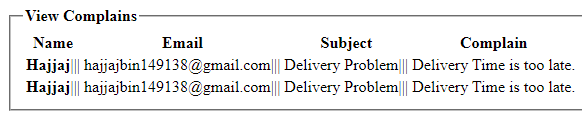 View Complains
Name Email Subject Complain
Hajjaj||| hajjajbin149138@gmail.com||| Delivery Problem||| Delivery Time is too late.
Hajjaj||| hajjajbin149138@gmail.com||| Delivery Problem||| Delivery Time is too late.